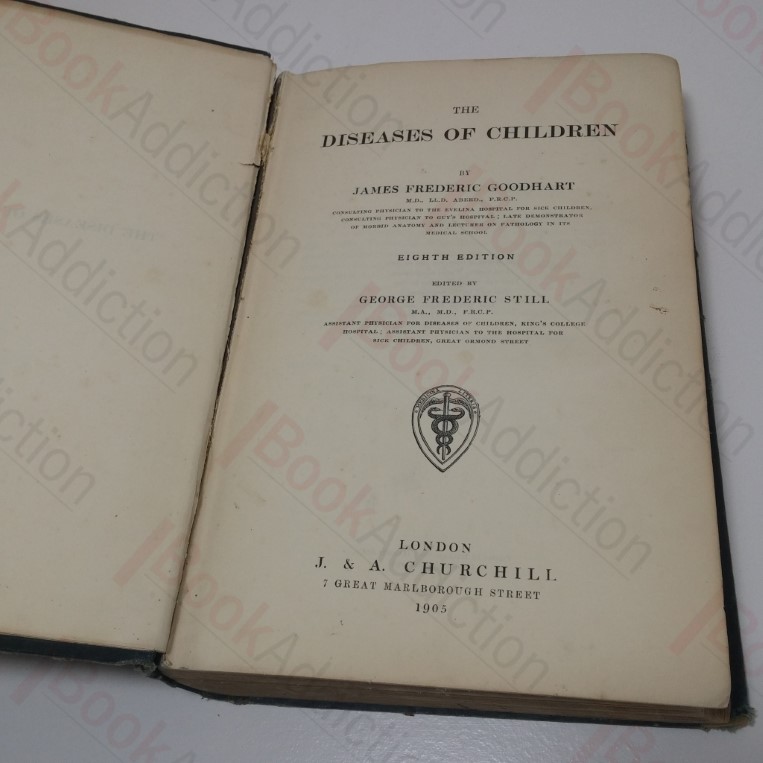 THE
DISEASES OF CHILDREN
BY
JAMES FREDERIC GOODHART
M.D., LL.D. ABERD., F.R.C.P.
CONSULTING PHYSICIAN TO THE EVELINA HOSPITAL FOR SICK CHILDREN,
CONSULTING PHYSICIAN TO GUY'S HOSPITAL; LATE DEMONSTRATOR
OF MORBID ANATOMY AND LECTURER ON PATHOLOGY IN ITS
MEDICAL SCHOOL
EIGHTH EDITION
EDITED BY
GEORGE FREDERIC STILL
M.A., M.D., F.R.C.P.
ASSISTANT PHYSICIAN FOR DISEASES OF CHILDREN, KING'S COLLEGE
HOSPITAL; ASSISTANT PHYSICIAN TO THE HOSPITAL FOR
SICK CHILDREN, GREAT ORMOND STREET
LONDON
J. & A. CHURCHILL
7 GREAT MARLBOROUGH STREET
1905
BookAddiction